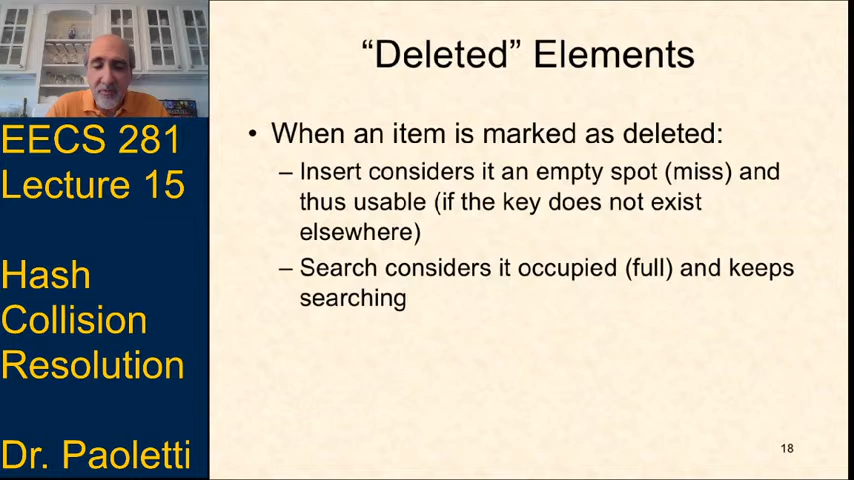 "Deleted" Elements
• When an item is marked as deleted:
– Insert considers it an empty spot (miss) and
thus usable (if the key does not exist
elsewhere)
– Search considers it occupied (full) and keeps
searching
18
EECS 281
Lecture 15
Hash
Collision
Resolution
Dr. Paoletti